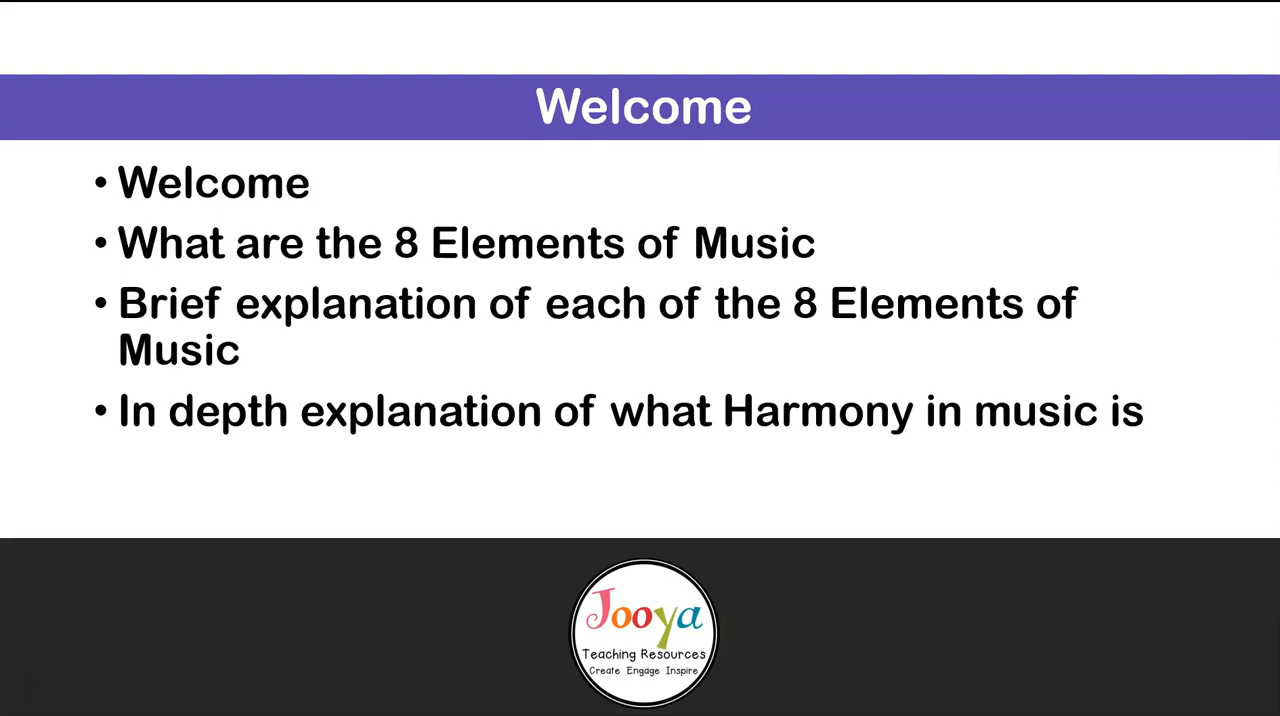 Welcome
• Welcome
• What are the 8 Elements of Music
• Brief explanation of each of the 8 Elements of
Music
• In depth explanation of what Harmony in music is
Jooya
Teaching Resources
Create Engage Inspire